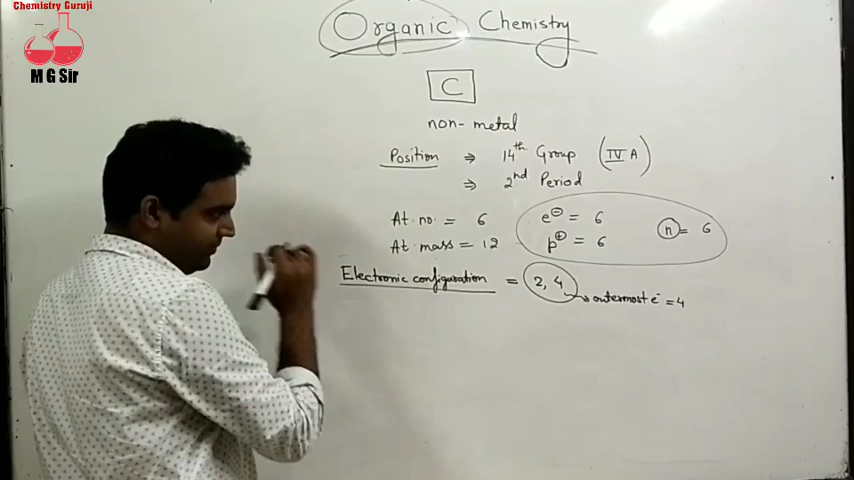 Chemistry Guruji
M G Sir
Organic Chemistry
C
non-metal
Position ⇒ 14th Group (IV A)
⇒ 2nd Period
At. no. = 6
e⊖ = 6
n = 6
At. mass = 12
p⊕ = 6
Electronic configuration = 2, 4
→ outermost e⁻ = 4